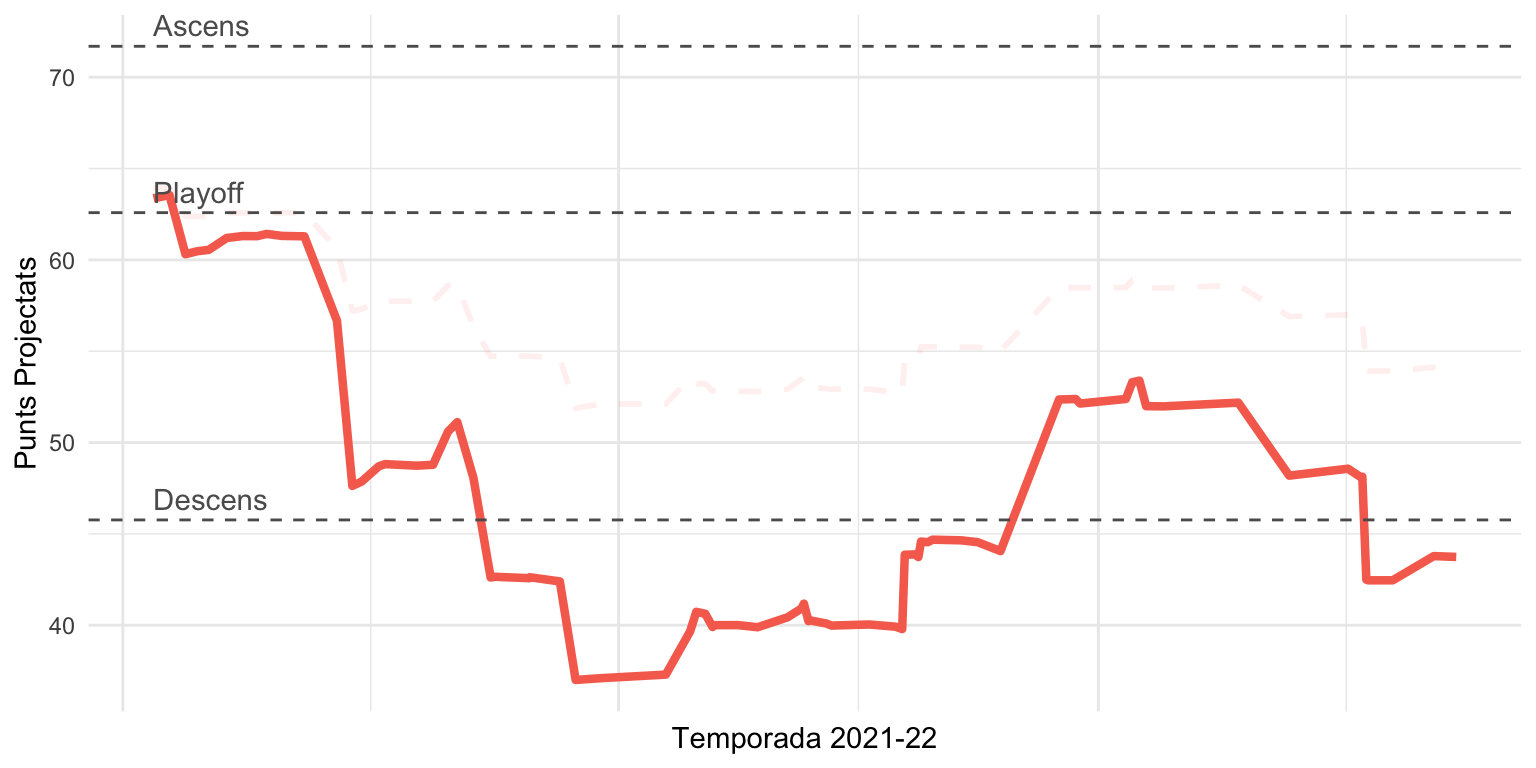 Ascens
70
Playoff
60
Punts Projectats
50
Descens
40
Temporada 2021-22